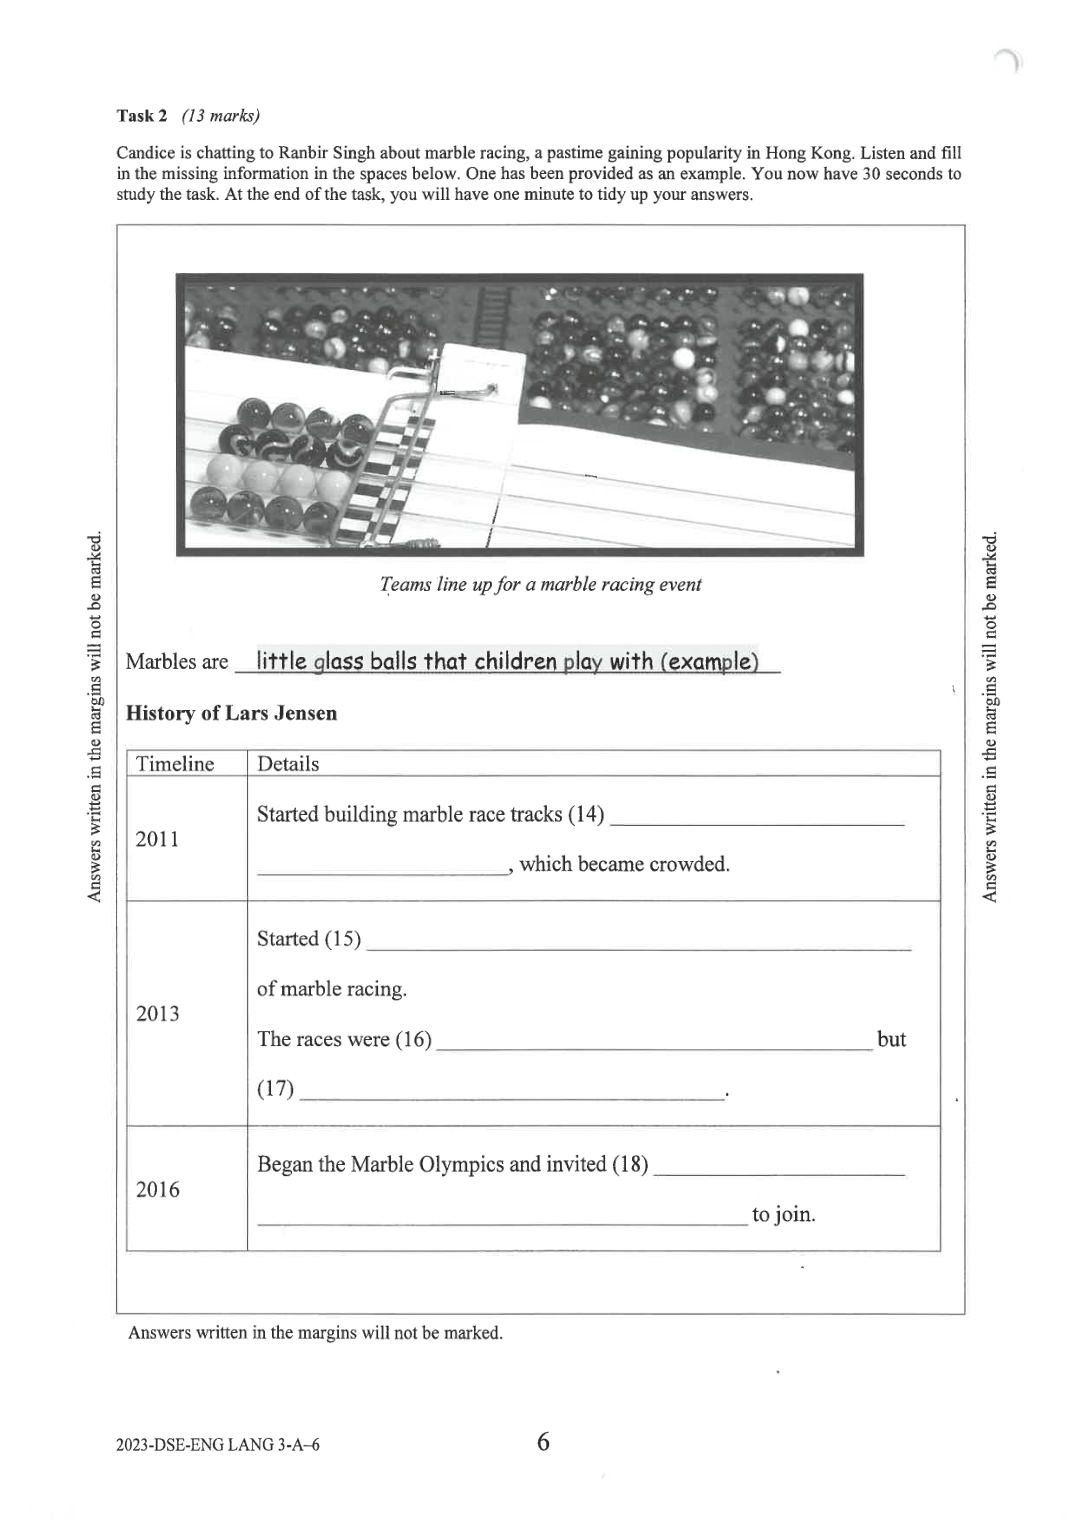 Task 2 (13 marks)
Candice is chatting to Ranbir Singh about marble racing, a pastime gaining popularity in Hong Kong. Listen and fill
in the missing information in the spaces below. One has been provided as an example. You now have 30 seconds to
study the task. At the end of the task, you will have one minute to tidy up your answers.
Teams line up for a marble racing event
Answers written in the margins will not be marked.
Answers written in the margins will not be marked.
Marbles are little glass balls that children play with (example)
History of Lars Jensen
Timeline Details
2011
Started building marble race tracks (14)
, which became crowded.
2013
Started (15)
of marble racing.
The races were (16) but
(17) .
2016
Began the Marble Olympics and invited (18)
to join.
Answers written in the margins will not be marked.
2023-DSE-ENG LANG 3-A–6
6